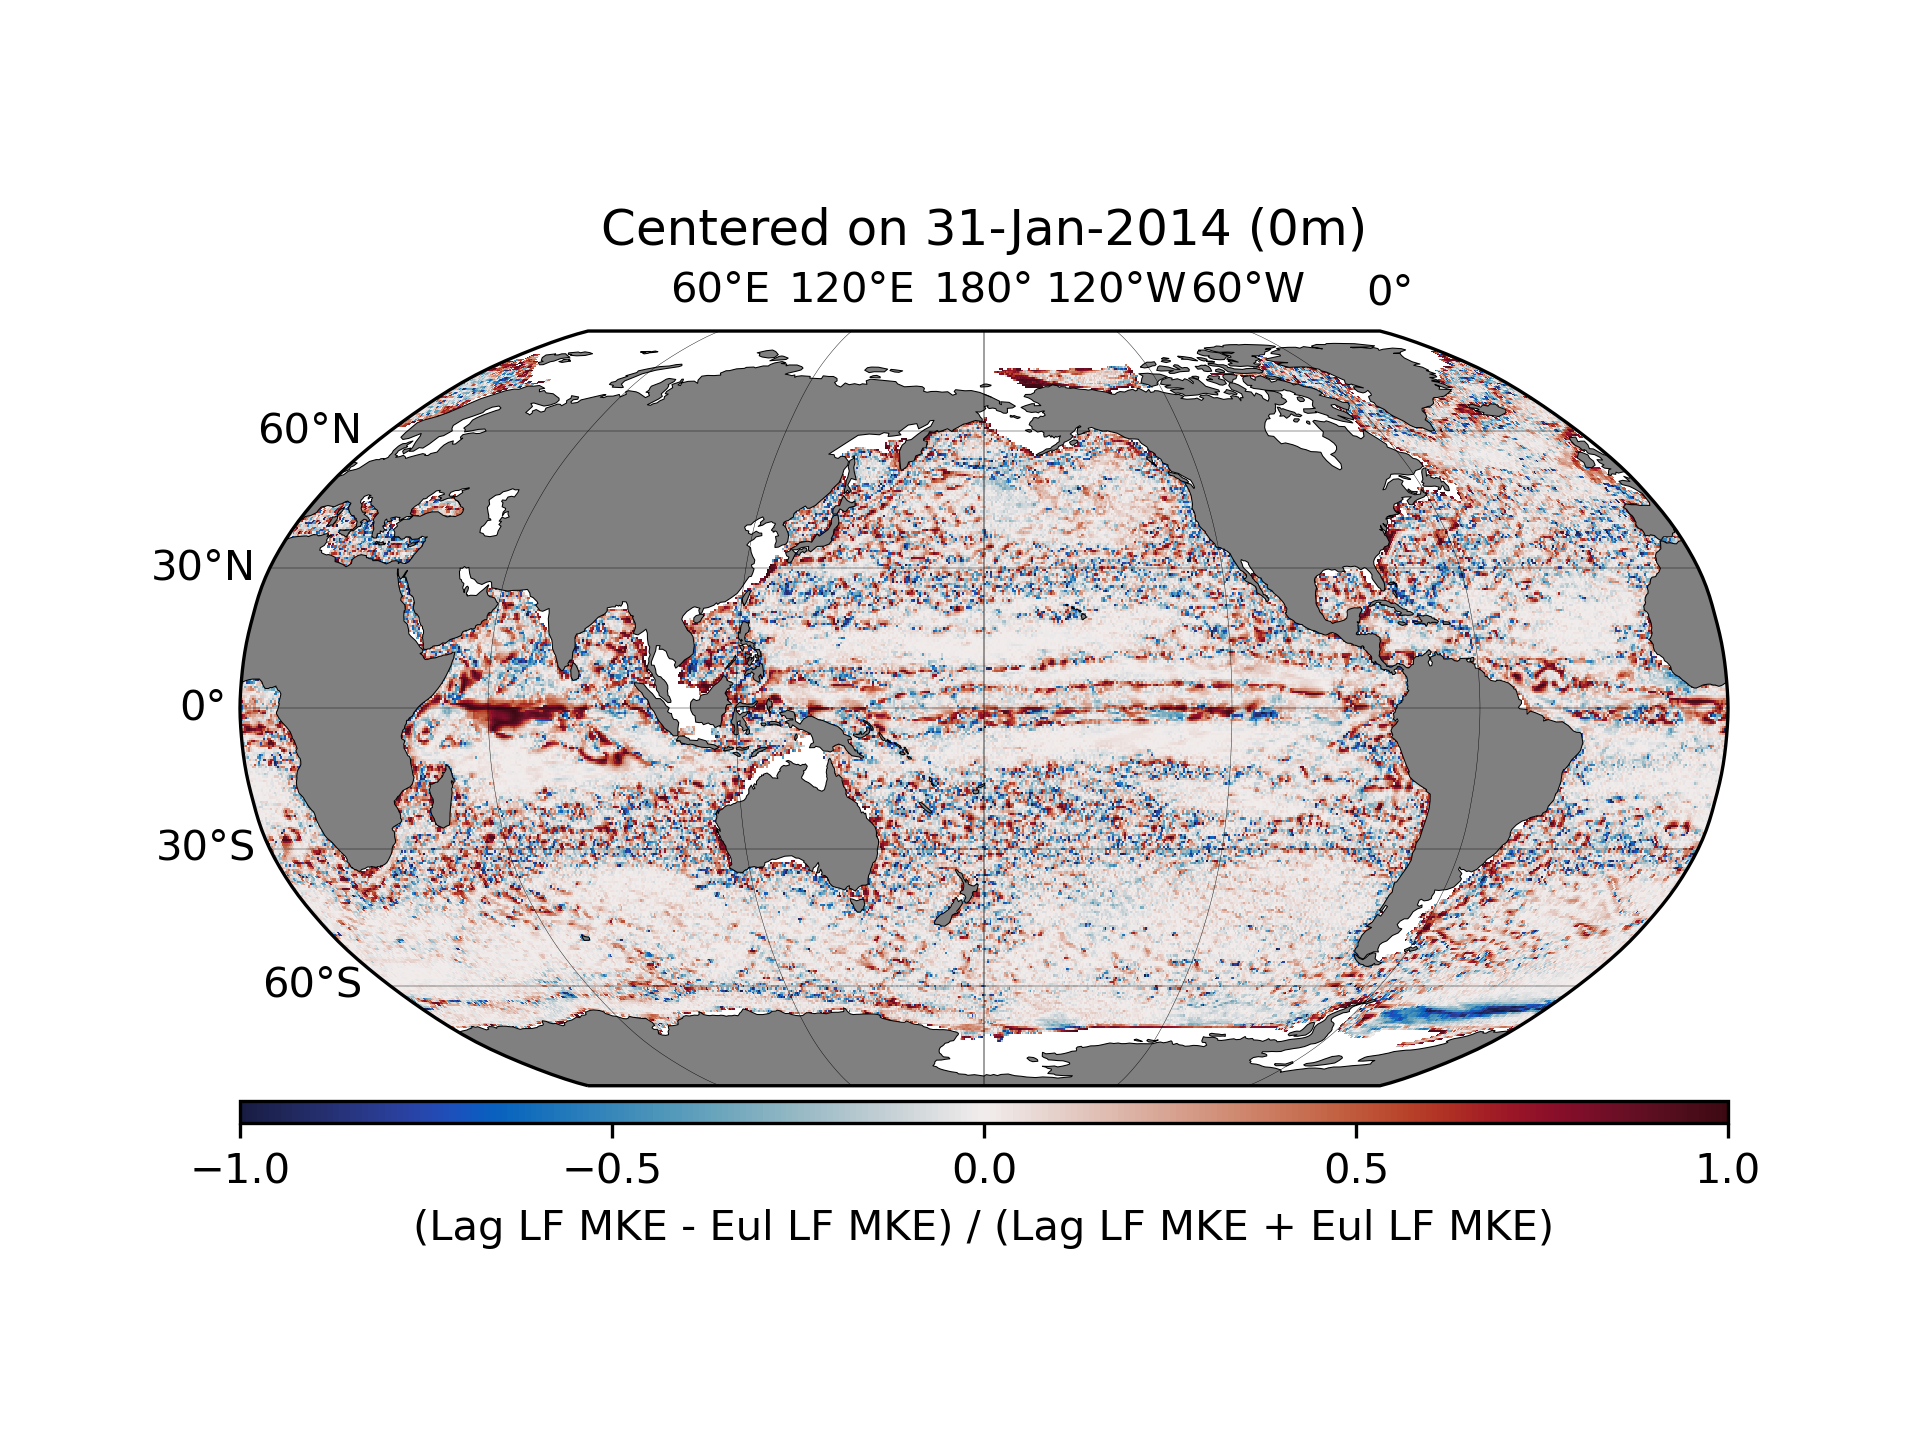 Centered on 31-Jan-2014 (0m)
60°E 120°E 180° 120°W 60°W 0°
60°N
30°N
0°
30°S
60°S
−1.0 −0.5 0.0 0.5 1.0
(Lag LF MKE - Eul LF MKE) / (Lag LF MKE + Eul LF MKE)